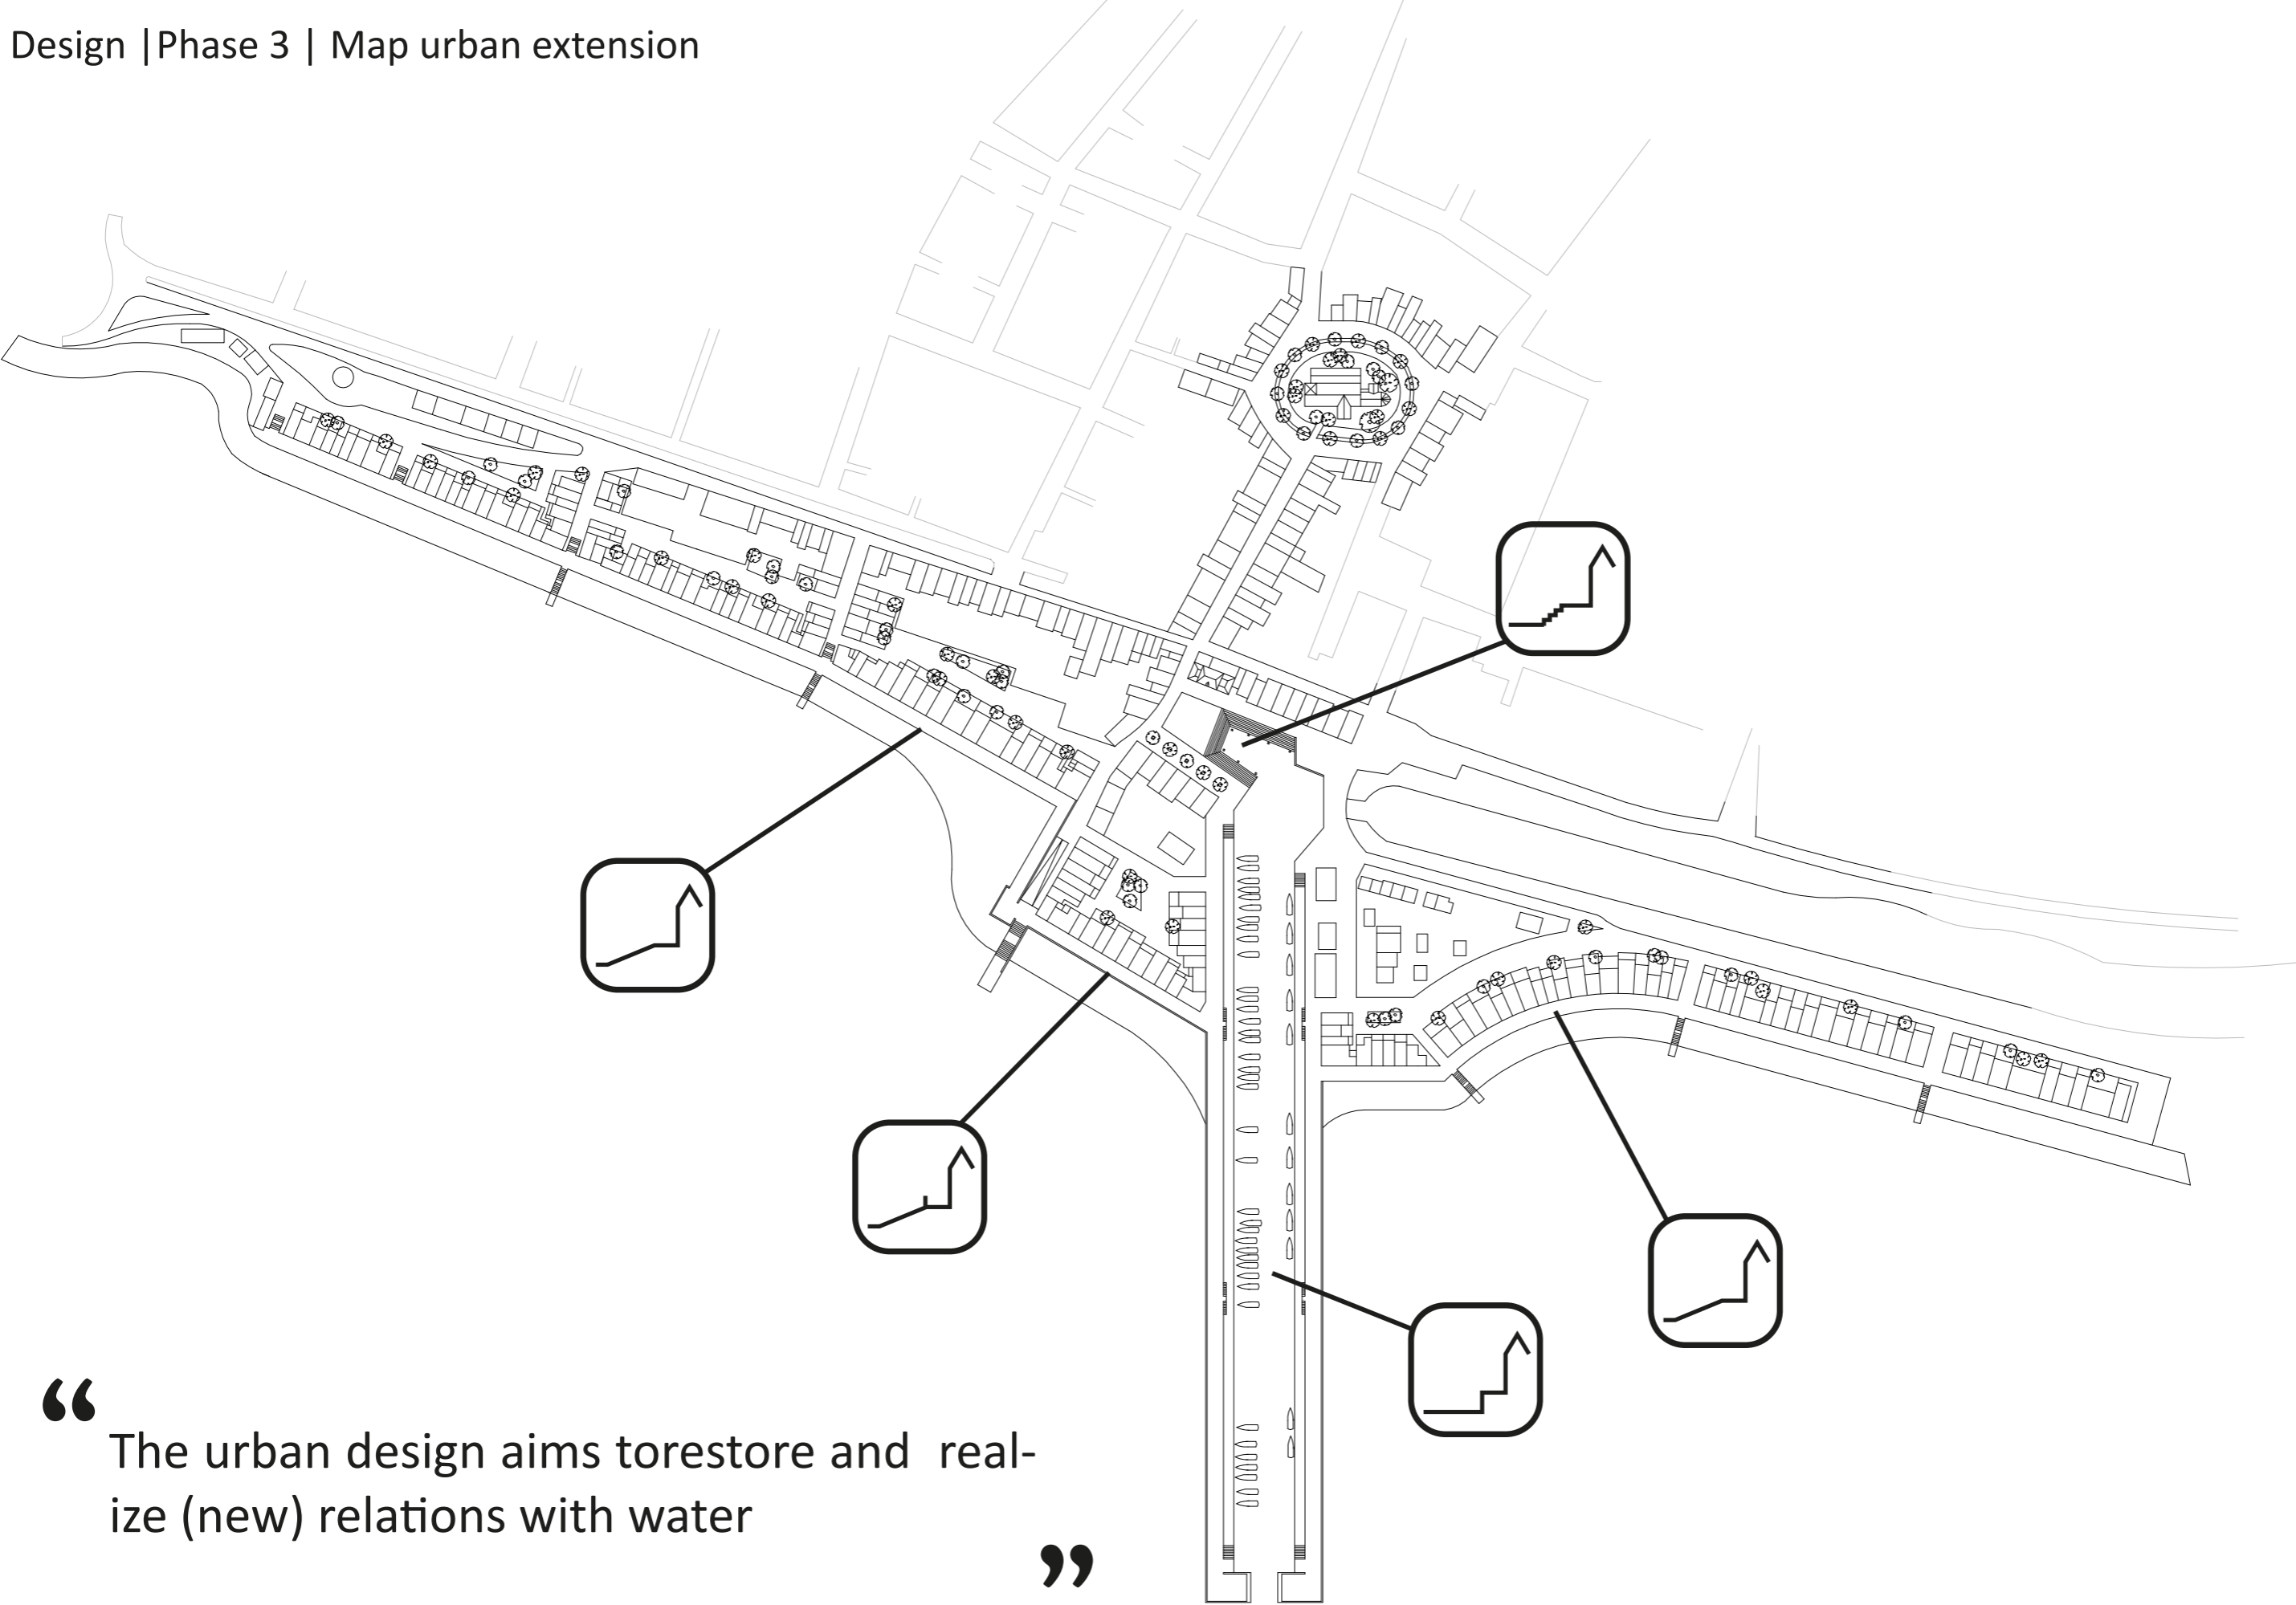 Design |Phase 3 | Map urban extension
“
The urban design aims torestore and real-
ize (new) relations with water
”